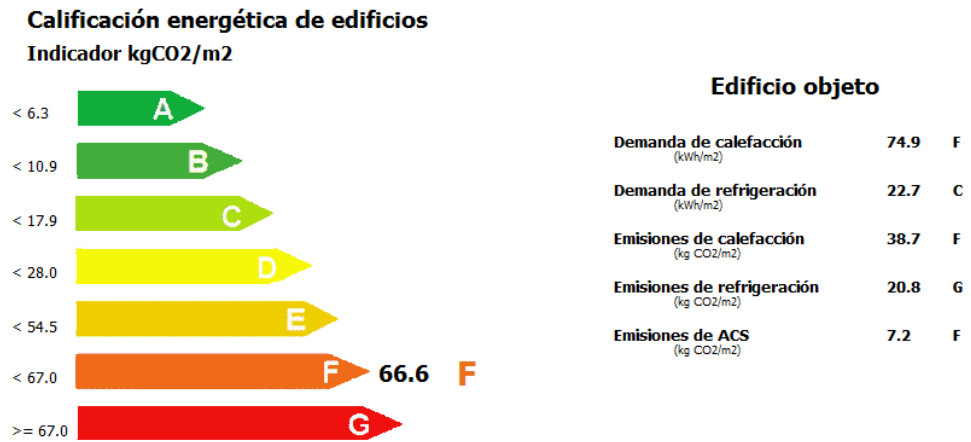 Calificación energética de edificios
Indicador kgCO2/m2
< 6.3 A
< 10.9 B
< 17.9 C
< 28.0 D
< 54.5 E
< 67.0 F 66.6 F
>= 67.0 G
Edificio objeto
Demanda de calefacción 74.9 F
(kWh/m2)
Demanda de refrigeración 22.7 C
(kWh/m2)
Emisiones de calefacción 38.7 F
(kg CO2/m2)
Emisiones de refrigeración 20.8 G
(kg CO2/m2)
Emisiones de ACS 7.2 F
(kg CO2/m2)